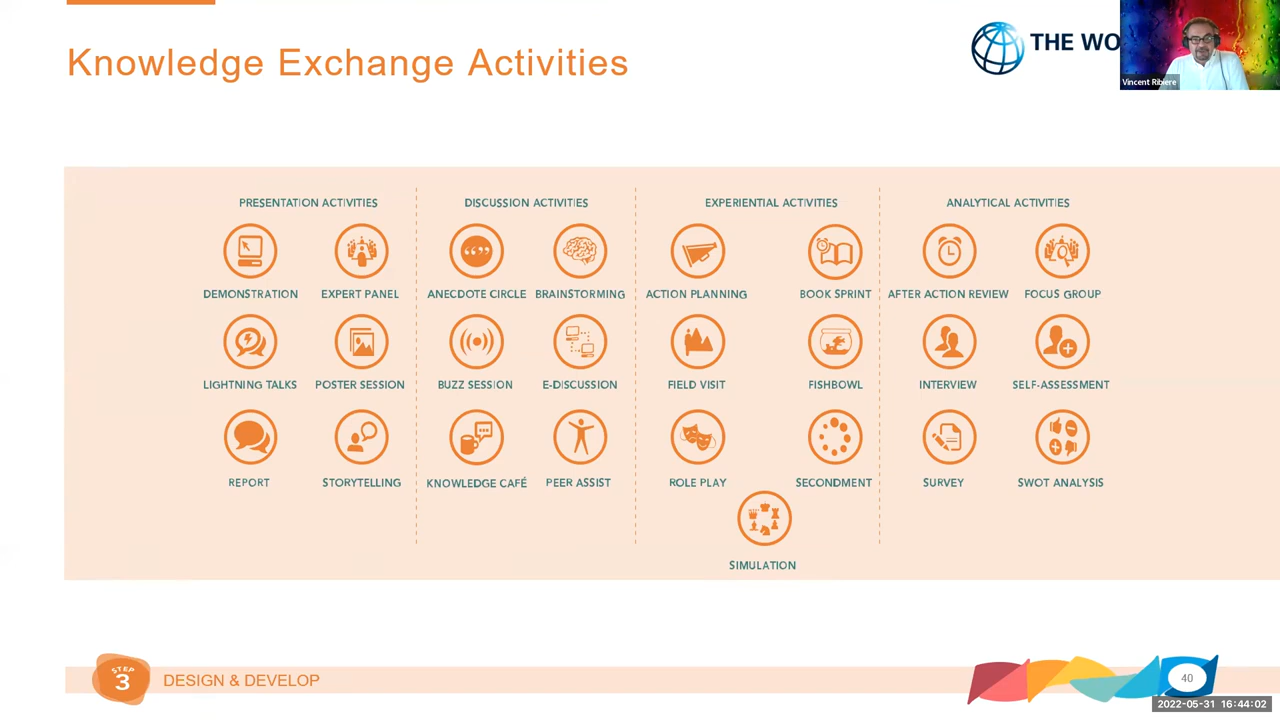 Knowledge Exchange Activities
THE WO
Vincent Ribiere
PRESENTATION ACTIVITIES
DEMONSTRATION EXPERT PANEL
LIGHTNING TALKS POSTER SESSION
REPORT STORYTELLING
DISCUSSION ACTIVITIES
ANECDOTE CIRCLE BRAINSTORMING
BUZZ SESSION E-DISCUSSION
KNOWLEDGE CAFÉ PEER ASSIST
EXPERIENTIAL ACTIVITIES
ACTION PLANNING BOOK SPRINT
FIELD VISIT FISHBOWL
ROLE PLAY SECONDMENT
SIMULATION
ANALYTICAL ACTIVITIES
AFTER ACTION REVIEW FOCUS GROUP
INTERVIEW SELF-ASSESSMENT
SURVEY SWOT ANALYSIS
STEP
3
DESIGN & DEVELOP
40
2022-05-31 16:44:02